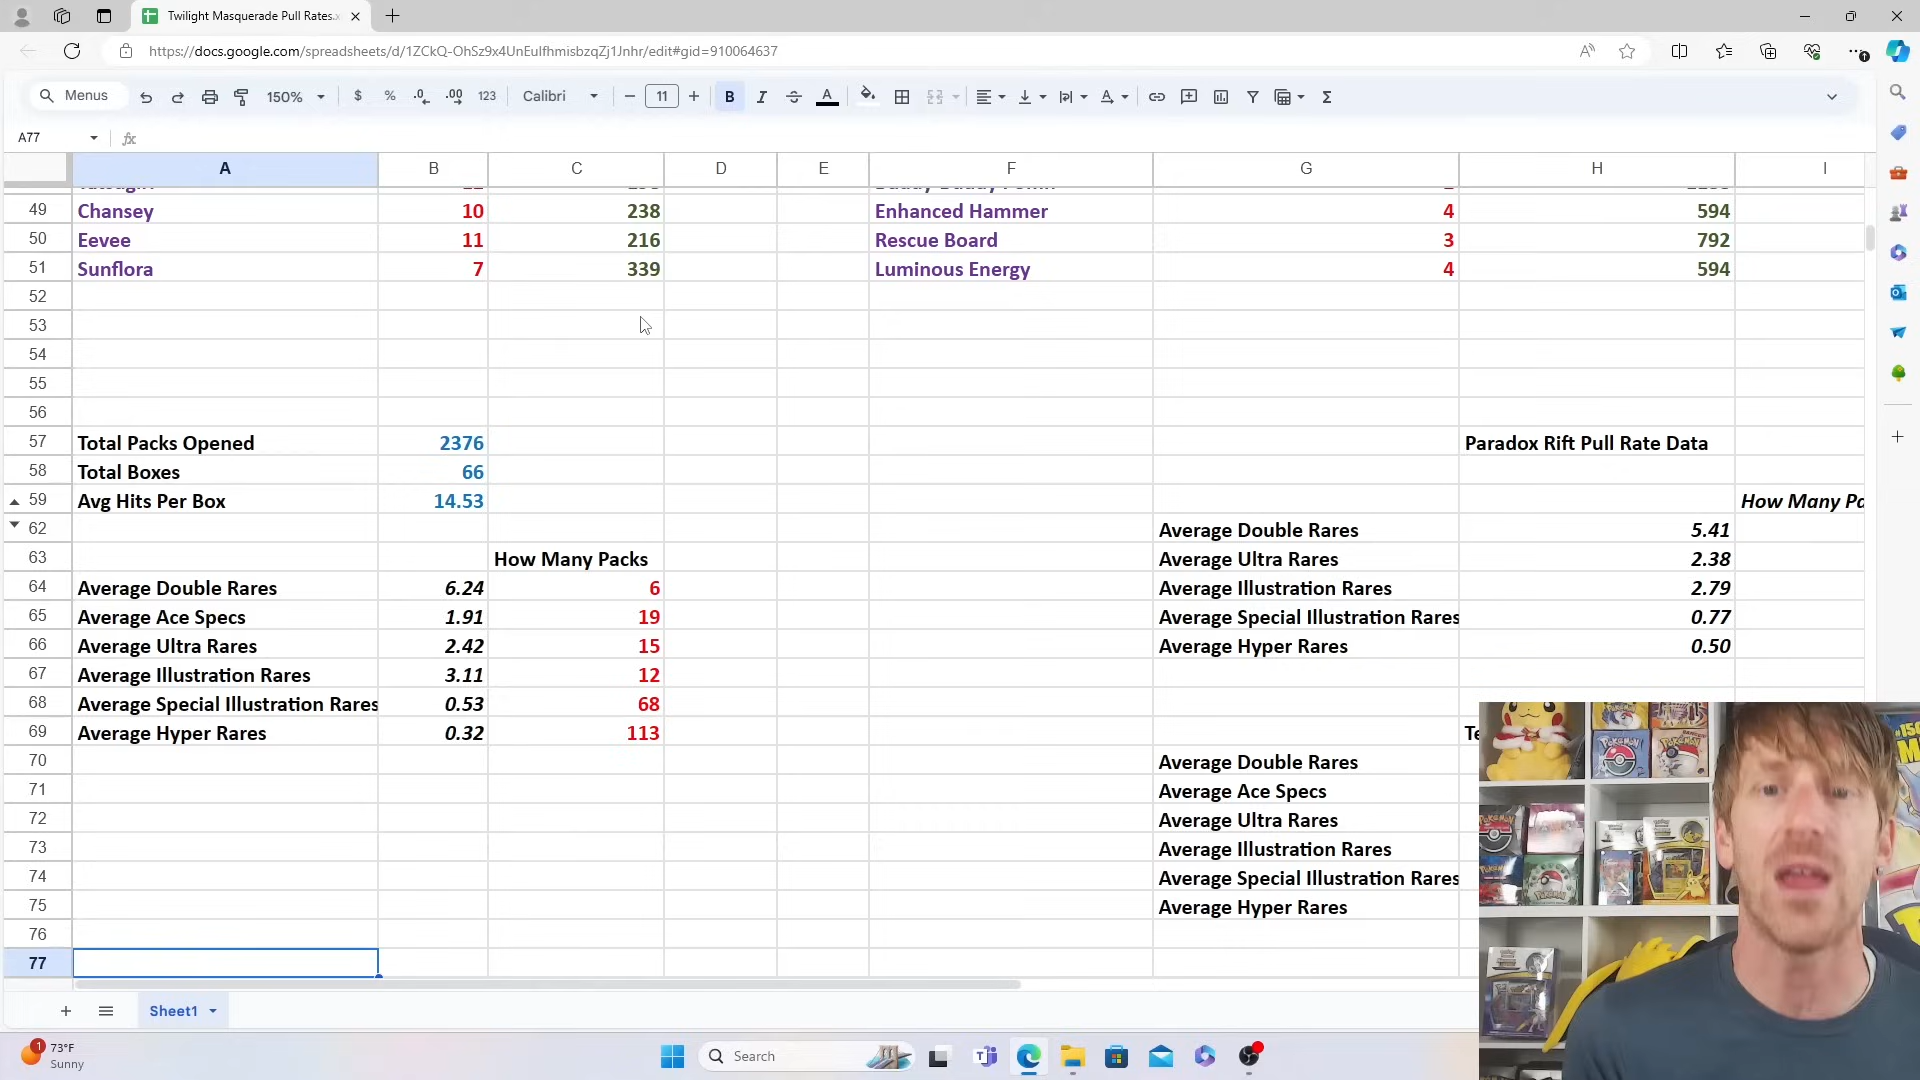 Twilight Masquerade Pull Rates.x
https://docs.google.com/spreadsheets/d/1ZCkQ-OhSz9x4UnEulfhmisbzqZj1Jnhr/edit#gid=910064637
Menus 150% $ % .0 .00 123 Calibri 11 B I A
A77 fx
A B C D E F G H I
49 Chansey 10 238 Enhanced Hammer 4 594
50 Eevee 11 216 Rescue Board 3 792
51 Sunflora 7 339 Luminous Energy 4 594
52
53
54
55
56
57 Total Packs Opened 2376 Paradox Rift Pull Rate Data
58 Total Boxes 66
59 Avg Hits Per Box 14.53 How Many Pa
62 Average Double Rares 5.41
63 How Many Packs Average Ultra Rares 2.38
64 Average Double Rares 6.24 6 Average Illustration Rares 2.79
65 Average Ace Specs 1.91 19 Average Special Illustration Rares 0.77
66 Average Ultra Rares 2.42 15 Average Hyper Rares 0.50
67 Average Illustration Rares 3.11 12
68 Average Special Illustration Rares 0.53 68
69 Average Hyper Rares 0.32 113 Te
70 Average Double Rares
71 Average Ace Specs
72 Average Ultra Rares
73 Average Illustration Rares
74 Average Special Illustration Rares
75 Average Hyper Rares
76
77
Sheet1
1 73°F
Sunny
Search